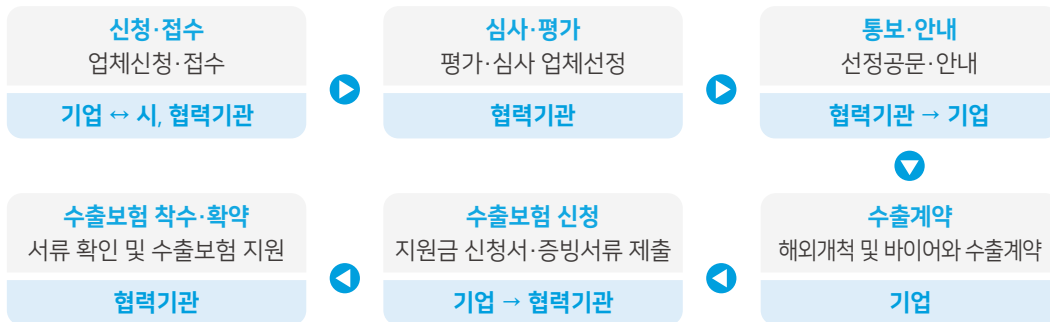 신청·접수
업체신청·접수
기업 ↔ 시, 협력기관
심사·평가
평가·심사 업체선정
협력기관
통보·안내
선정공문·안내
협력기관 → 기업
수출계약
해외개척 및 바이어와 수출계약
기업
수출보험 신청
지원금 신청서·증빙서류 제출
기업 → 협력기관
수출보험 착수·확약
서류 확인 및 수출보험 지원
협력기관